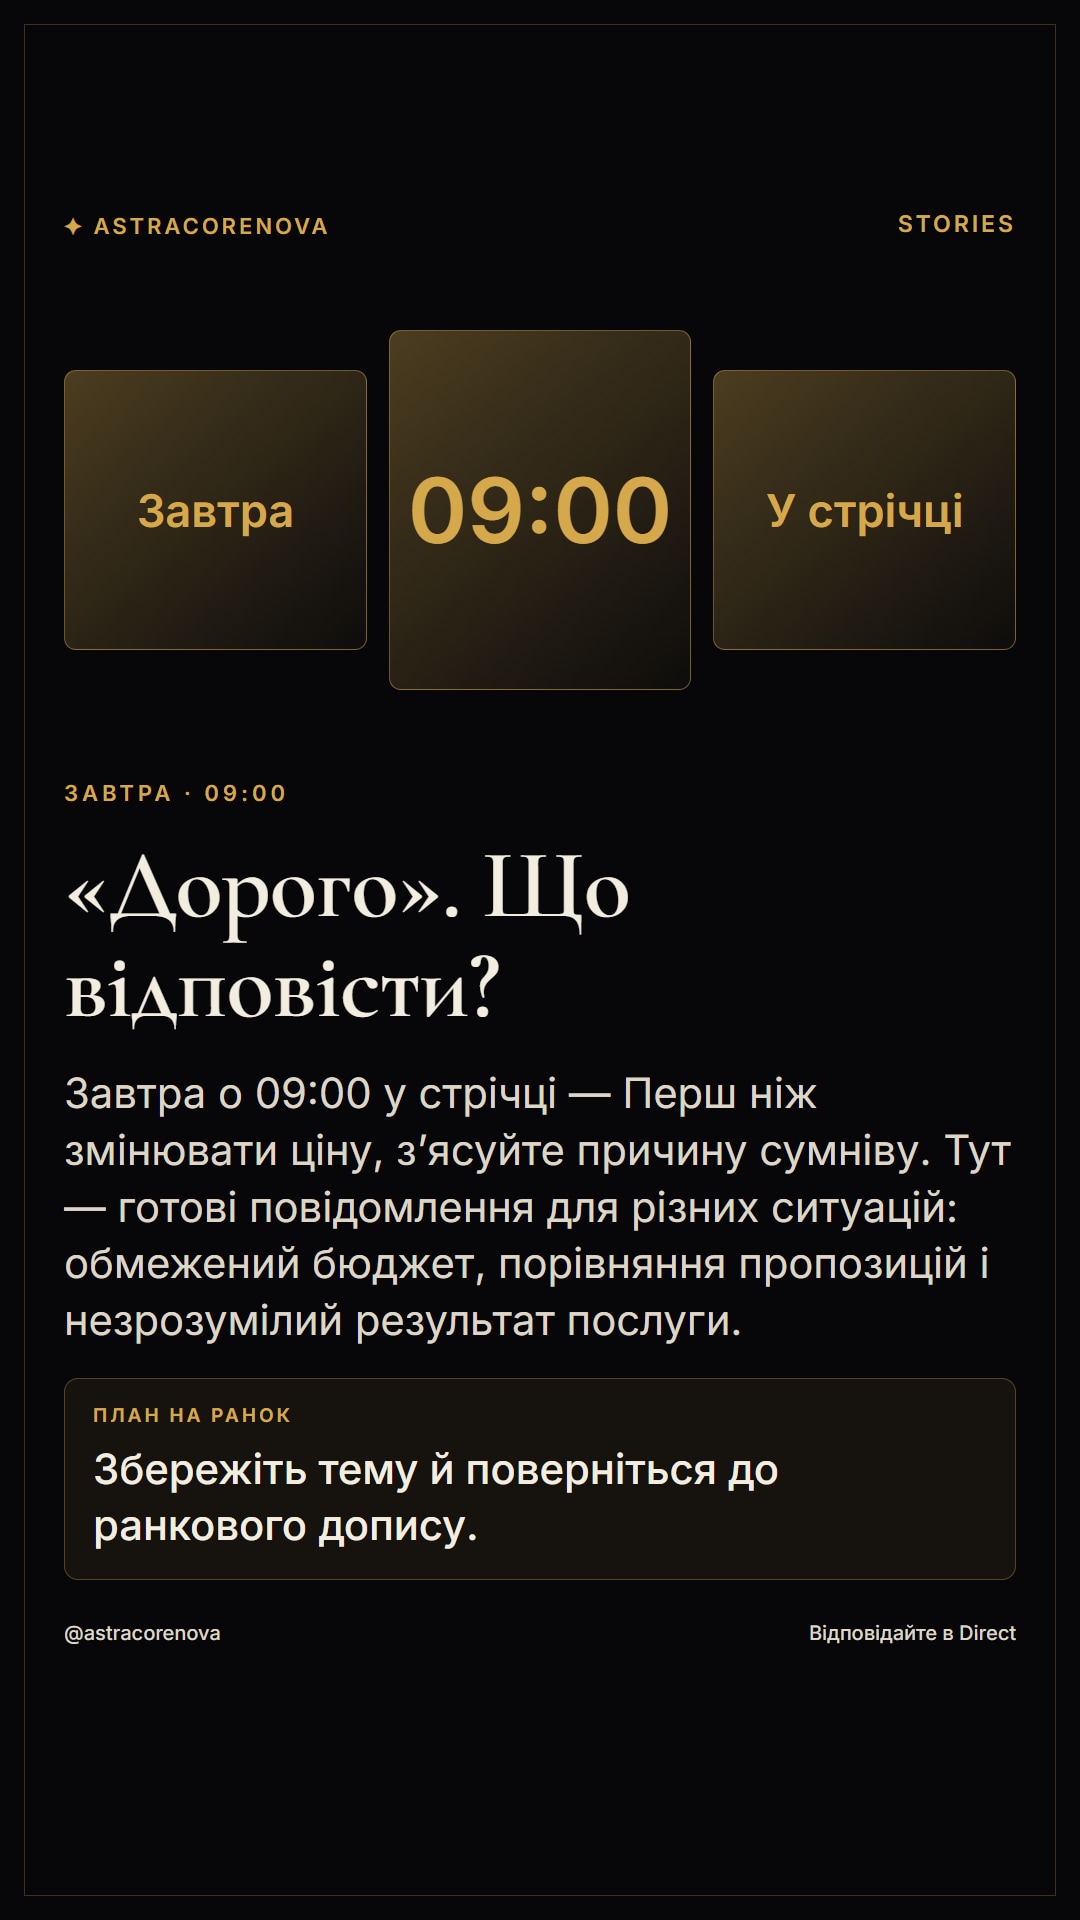 ✦ ASTRACORENOVA
STORIES
Завтра
09:00
У стрічці
ЗАВТРА · 09:00
«Дорого». Що
відповісти?
Завтра о 09:00 у стрічці — Перш ніж
змінювати ціну, з’ясуйте причину сумніву. Тут
— готові повідомлення для різних ситуацій:
обмежений бюджет, порівняння пропозицій і
незрозумілий результат послуги.
ПЛАН НА РАНОК
Збережіть тему й поверніться до
ранкового допису.
@astracorenova
Відповідайте в Direct